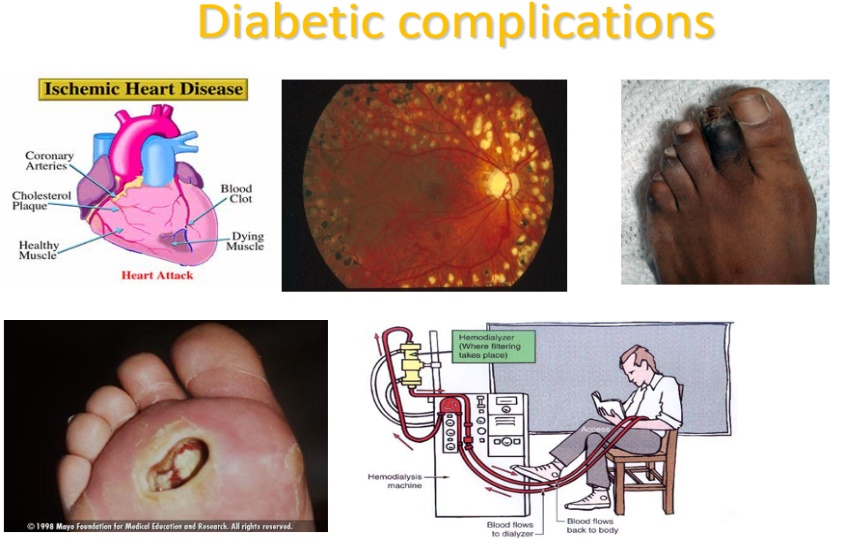 Diabetic complications
Ischemic Heart Disease
Coronary
Arteries
Cholesterol
Plaque
Healthy
Muscle
Blood
Clot
Dying
Muscle
Heart Attack
© 1998 Mayo Foundation for Medical Education and Research. All rights reserved.
Hemodialyzer
(Where filtering
takes place)
Access
Hemodialysis
machine
Blood flows
to dialyzer
Blood flows
back to body